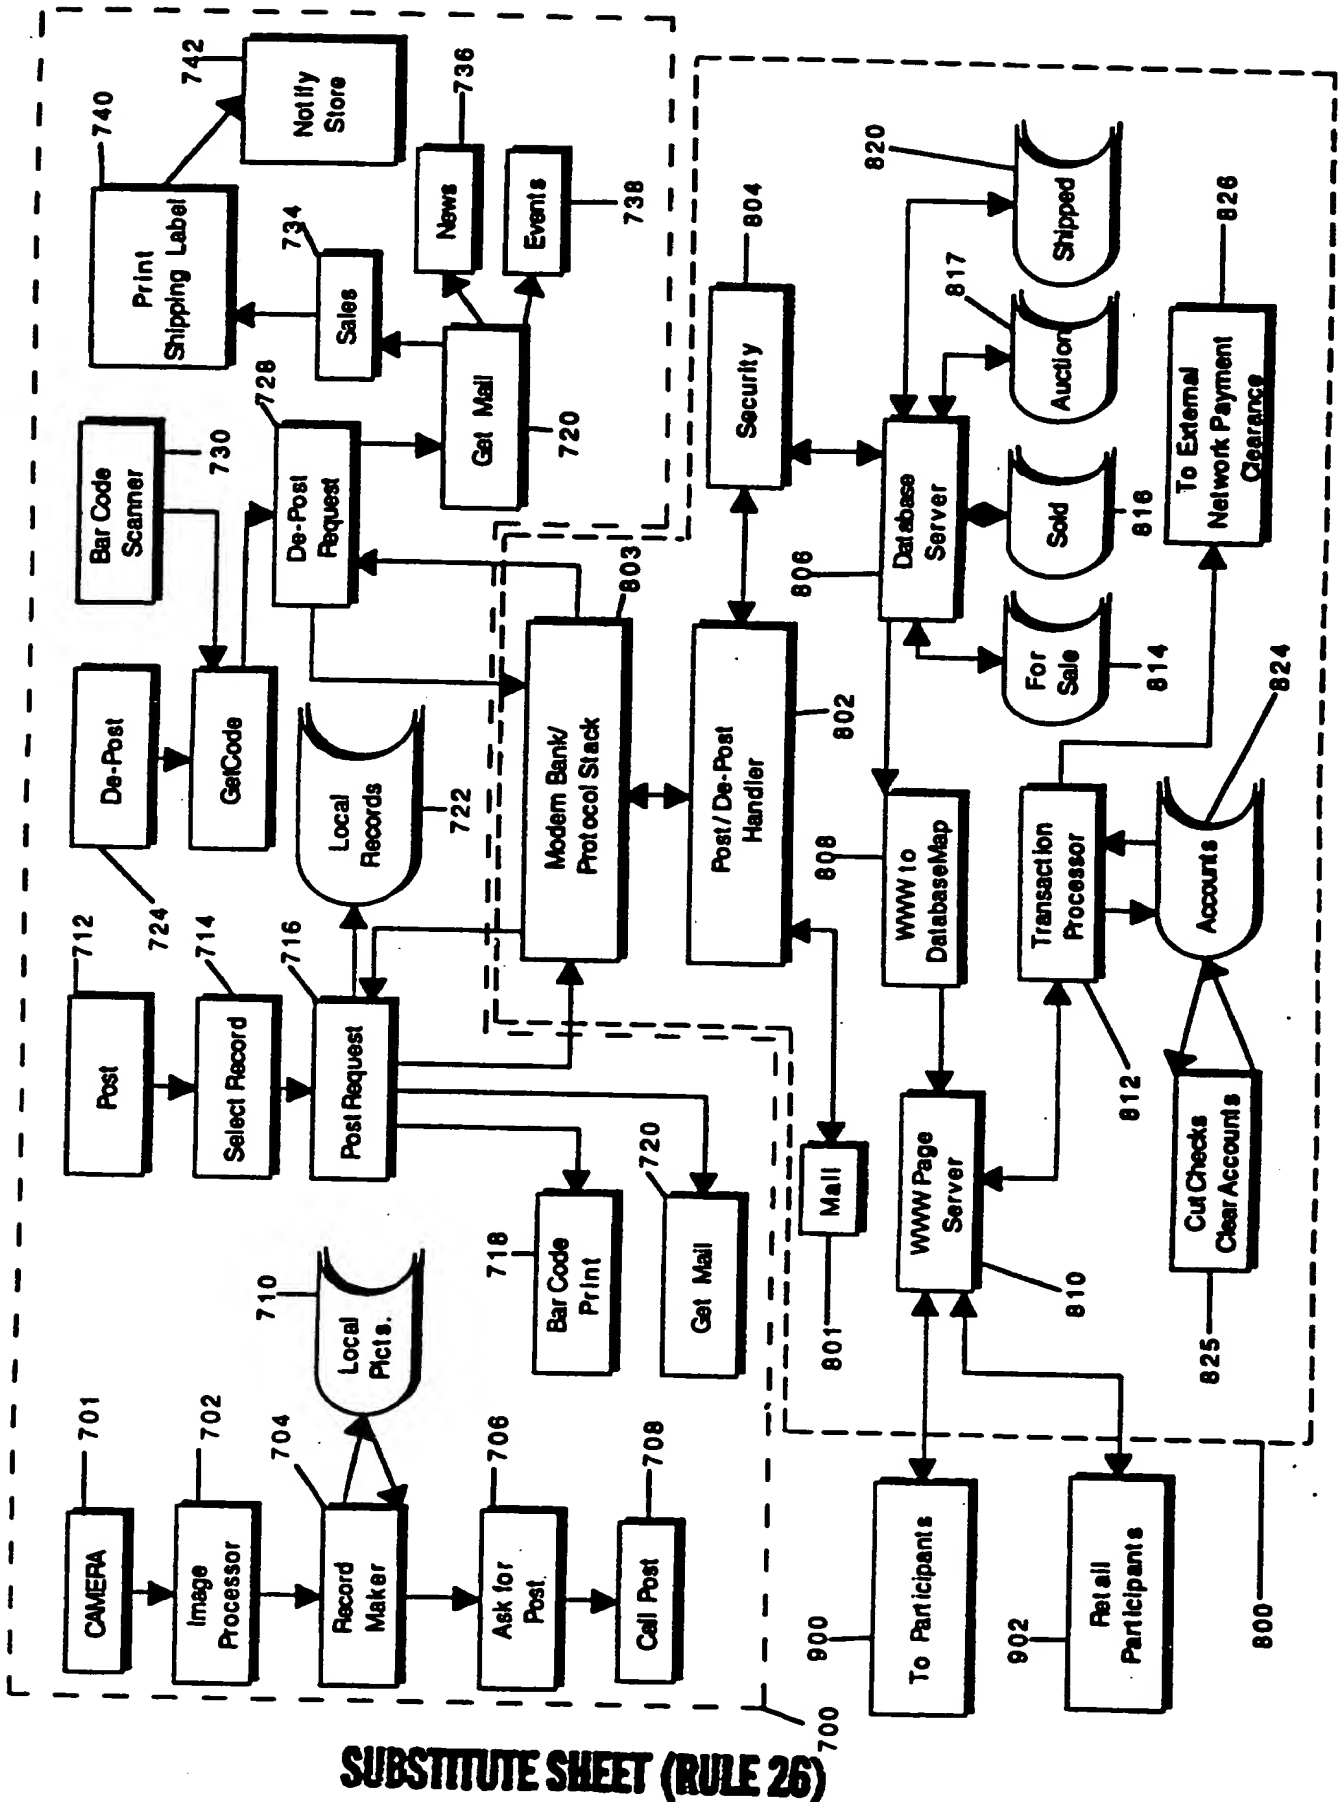 CAMERA
701
Image
Processor
702
Record
Maker
704
Local
Picts.
710
Ask for
Post
706
Call Post
708
Post
712
Select Record
714
Post Request
716
Bar Code
Print
718
Get Mail
720
Local
Records
722
De-Post
724
GetCode
Bar Code
Scanner
730
De-Post
Request
728
Get Mail
720
Sales
734
News
736
Events
738
Print
Shipping Label
740
Notify
Store
742
700
Modem Bank/
Protocol Stack
803
Post/De-Post
Handler
802
Security
804
Mail
801
Database
Server
806
WWW to
DatabaseMap
808
WWW Page
Server
810
Transaction
Processor
812
For
Sale
814
Sold
816
Auction
817
Shipped
820
Accounts
824
Cut Checks
Clear Accounts
825
To External
Network Payment
Clearance
826
To Participants
900
Retail
Participants
902
800
SUBSTITUTE SHEET (RULE 26)